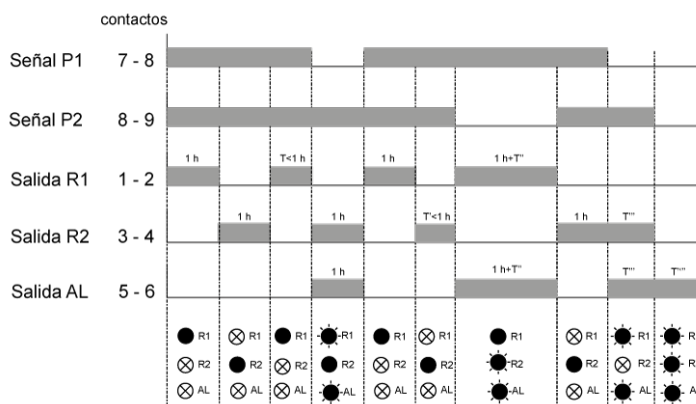 contactos
Señal P1 7 - 8
Señal P2 8 - 9
1 h T<1 h 1 h 1 h+T''
Salida R1 1 - 2
1 h 1 h T'<1 h 1 h T'''
Salida R2 3 - 4
1 h 1 h+T'' T''' T''''
Salida AL 5 - 6
R1 R1 R1 R1 R1 R1 R1 R1 R1 R
R2 R2 R2 R2 R2 R2 R2 R2 R2 R
AL AL AL AL AL AL AL AL AL A